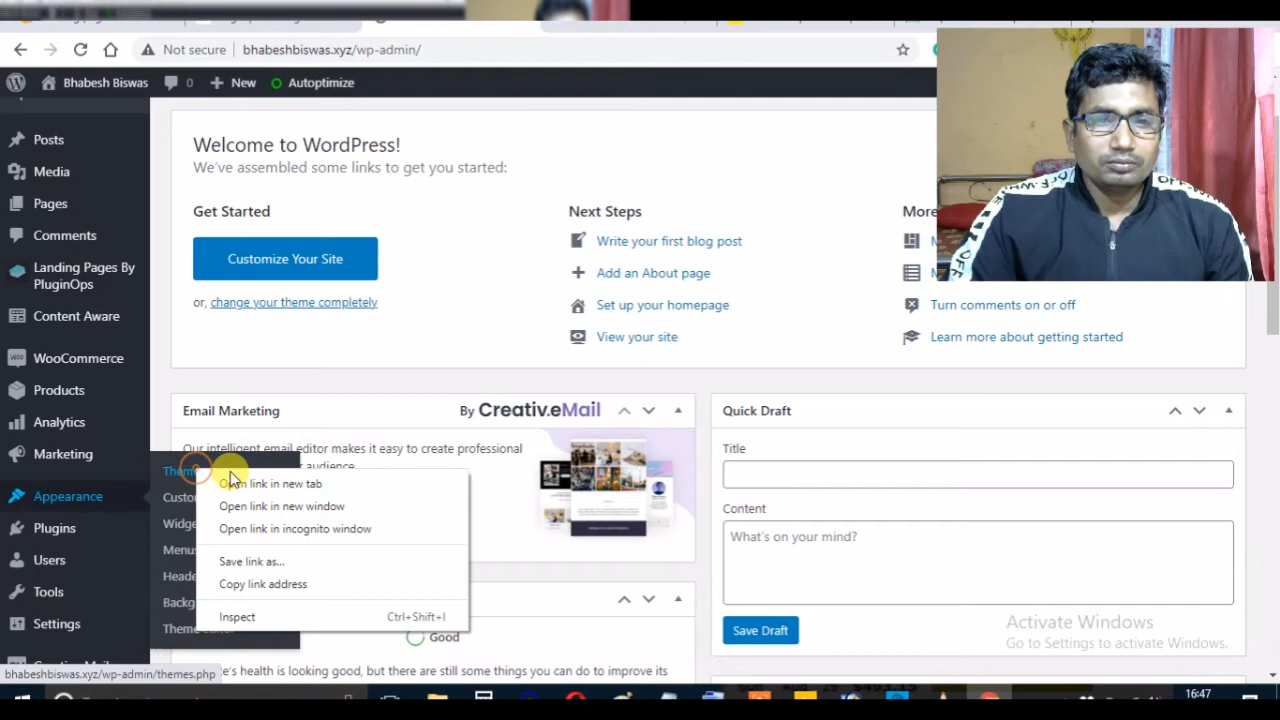 Not secure bhabeshbiswas.xyz/wp-admin/
Bhabesh Biswas 0 New Autoptimize
Posts
Media
Pages
Comments
Landing Pages By
PluginOps
Content Aware
WooCommerce
Products
Analytics
Marketing
Appearance
Plugins
Users
Tools
Settings
Welcome to WordPress!
We've assembled some links to get you started:
Get Started
Customize Your Site
or, change your theme completely
Next Steps
Write your first blog post
Add an About page
Set up your homepage
View your site
Turn comments on or off
Learn more about getting started
Email Marketing By Creativ.eMail
Our intelligent email editor makes it easy to create professional
audience
Open link in new tab
Open link in new window
Open link in incognito window
Save link as...
Copy link address
Inspect Ctrl+Shift+I
Good
health is looking good, but there are still some things you can do to improve its
Quick Draft
Title
Content
What's on your mind?
Save Draft
Activate Windows
Go to Settings to activate Windows.
bhabeshbiswas.xyz/wp-admin/themes.php
16:47